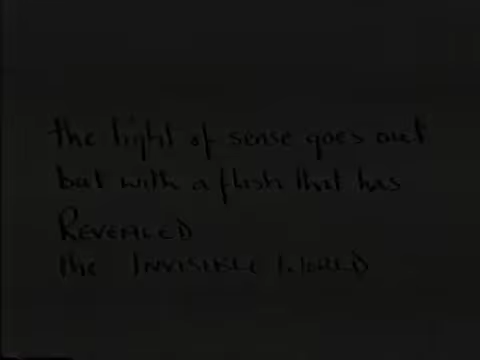 the light of sense goes out
but with a flash that has
REVEALED
the INVISIBLE WORLD